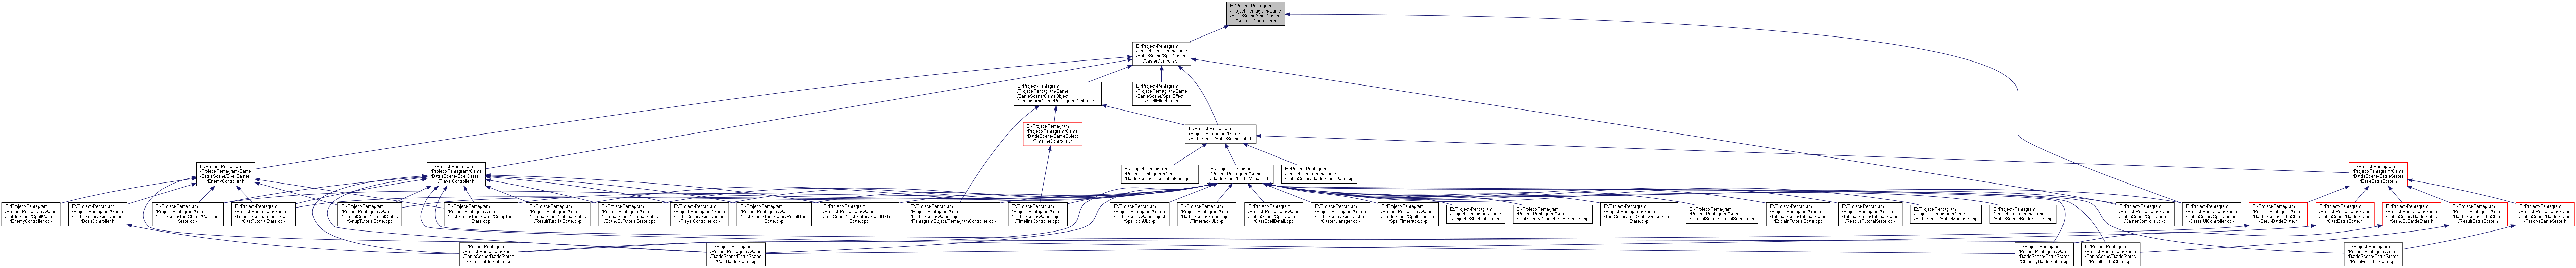 E:/Project-Pentagram
/Project-Pentagram/Game
/BattleScene/SpellCaster
/CasterUIController.h
E:/Project-Pentagram
/Project-Pentagram/Game
/BattleScene/SpellCaster
/CasterController.h
E:/Project-Pentagram
/Project-Pentagram/Game
/BattleScene/GameObject
/PentagramObject/PentagramController.h
E:/Project-Pentagram
/Project-Pentagram/Game
/BattleScene/SpellEffect
/SpellEffects.cpp
E:/Project-Pentagram
/Project-Pentagram/Game
/BattleScene/GameObject
/TimelineController.h
E:/Project-Pentagram
/Project-Pentagram/Game
/BattleScene/BattleSceneData.h
E:/Project-Pentagram
/Project-Pentagram/Game
/BattleScene/SpellCaster
/EnemyController.h
E:/Project-Pentagram
/Project-Pentagram/Game
/BattleScene/SpellCaster
/PlayerController.h
E:/Project-Pentagram
/Project-Pentagram/Game
/BattleScene/BaseBattleManager.h
E:/Project-Pentagram
/Project-Pentagram/Game
/BattleScene/BattleManager.h
E:/Project-Pentagram
/Project-Pentagram/Game
/BattleScene/BattleSceneData.cpp
E:/Project-Pentagram
/Project-Pentagram/Game
/BattleScene/BattleStates
/BaseBattleState.h
E:/Project-Pentagram
/Project-Pentagram/Game
/BattleScene/SpellCaster
/EnemyController.cpp
E:/Project-Pentagram
/Project-Pentagram/Game
/BattleScene/SpellCaster
/BossController.h
E:/Project-Pentagram
/Project-Pentagram/Game
/TestScene/TestStates/CastTest
State.cpp
E:/Project-Pentagram
/Project-Pentagram/Game
/TutorialScene/TutorialStates
/CastTutorialState.cpp
E:/Project-Pentagram
/Project-Pentagram/Game
/TutorialScene/TutorialStates
/SetupTutorialState.cpp
E:/Project-Pentagram
/Project-Pentagram/Game
/TestScene/TestStates/SetupTest
State.cpp
E:/Project-Pentagram
/Project-Pentagram/Game
/TutorialScene/TutorialStates
/ResultTutorialState.cpp
E:/Project-Pentagram
/Project-Pentagram/Game
/TutorialScene/TutorialStates
/StandByTutorialState.cpp
E:/Project-Pentagram
/Project-Pentagram/Game
/BattleScene/SpellCaster
/PlayerController.cpp
E:/Project-Pentagram
/Project-Pentagram/Game
/TestScene/TestStates/ResultTest
State.cpp
E:/Project-Pentagram
/Project-Pentagram/Game
/TestScene/TestStates/StandByTest
State.cpp
E:/Project-Pentagram
/Project-Pentagram/Game
/BattleScene/GameObject
/PentagramObject/PentagramController.cpp
E:/Project-Pentagram
/Project-Pentagram/Game
/BattleScene/GameObject
/TimelineController.cpp
E:/Project-Pentagram
/Project-Pentagram/Game
/BattleScene/GameObject
/SpellIcon.cpp
E:/Project-Pentagram
/Project-Pentagram/Game
/BattleScene/GameObject
/TimetrackUI.cpp
E:/Project-Pentagram
/Project-Pentagram/Game
/BattleScene/SpellCaster
/CastSpellDetail.cpp
E:/Project-Pentagram
/Project-Pentagram/Game
/BattleScene/SpellCaster
/CasterManager.cpp
E:/Project-Pentagram
/Project-Pentagram/Game
/BattleScene/Timeline
/SpellTimetrack.cpp
E:/Project-Pentagram
/Project-Pentagram/Game
/Objects/ShortcutUI.cpp
E:/Project-Pentagram
/Project-Pentagram/Game
/TestScene/CharacterTestScene.cpp
E:/Project-Pentagram
/Project-Pentagram/Game
/TestScene/TestStates/ResolveTest
State.cpp
E:/Project-Pentagram
/Project-Pentagram/Game
/TutorialScene/TutorialScene.cpp
E:/Project-Pentagram
/Project-Pentagram/Game
/TutorialScene/TutorialStates
/ExplainTutorialState.cpp
E:/Project-Pentagram
/Project-Pentagram/Game
/TutorialScene/TutorialStates
/ResolveTutorialState.cpp
E:/Project-Pentagram
/Project-Pentagram/Game
/BattleScene/BattleManager.cpp
E:/Project-Pentagram
/Project-Pentagram/Game
/BattleScene/BattleScene.cpp
E:/Project-Pentagram
/Project-Pentagram/Game
/BattleScene/SpellCaster
/CasterController.cpp
E:/Project-Pentagram
/Project-Pentagram/Game
/BattleScene/SpellCaster
/CasterUIController.cpp
E:/Project-Pentagram
/Project-Pentagram/Game
/BattleScene/BattleStates
/SetupBattleState.h
E:/Project-Pentagram
/Project-Pentagram/Game
/BattleScene/BattleStates
/CastBattleState.h
E:/Project-Pentagram
/Project-Pentagram/Game
/BattleScene/BattleStates
/StandByBattleState.h
E:/Project-Pentagram
/Project-Pentagram/Game
/BattleScene/BattleStates
/ResultBattleState.h
E:/Project-Pentagram
/Project-Pentagram/Game
/BattleScene/BattleStates
/ResolveBattleState.h
E:/Project-Pentagram
/Project-Pentagram/Game
/BattleScene/BattleStates
/SetupBattleState.cpp
E:/Project-Pentagram
/Project-Pentagram/Game
/BattleScene/BattleStates
/CastBattleState.cpp
E:/Project-Pentagram
/Project-Pentagram/Game
/BattleScene/BattleStates
/StandByBattleState.cpp
E:/Project-Pentagram
/Project-Pentagram/Game
/BattleScene/BattleStates
/ResultBattleState.cpp
E:/Project-Pentagram
/Project-Pentagram/Game
/BattleScene/BattleStates
/ResolveBattleState.cpp